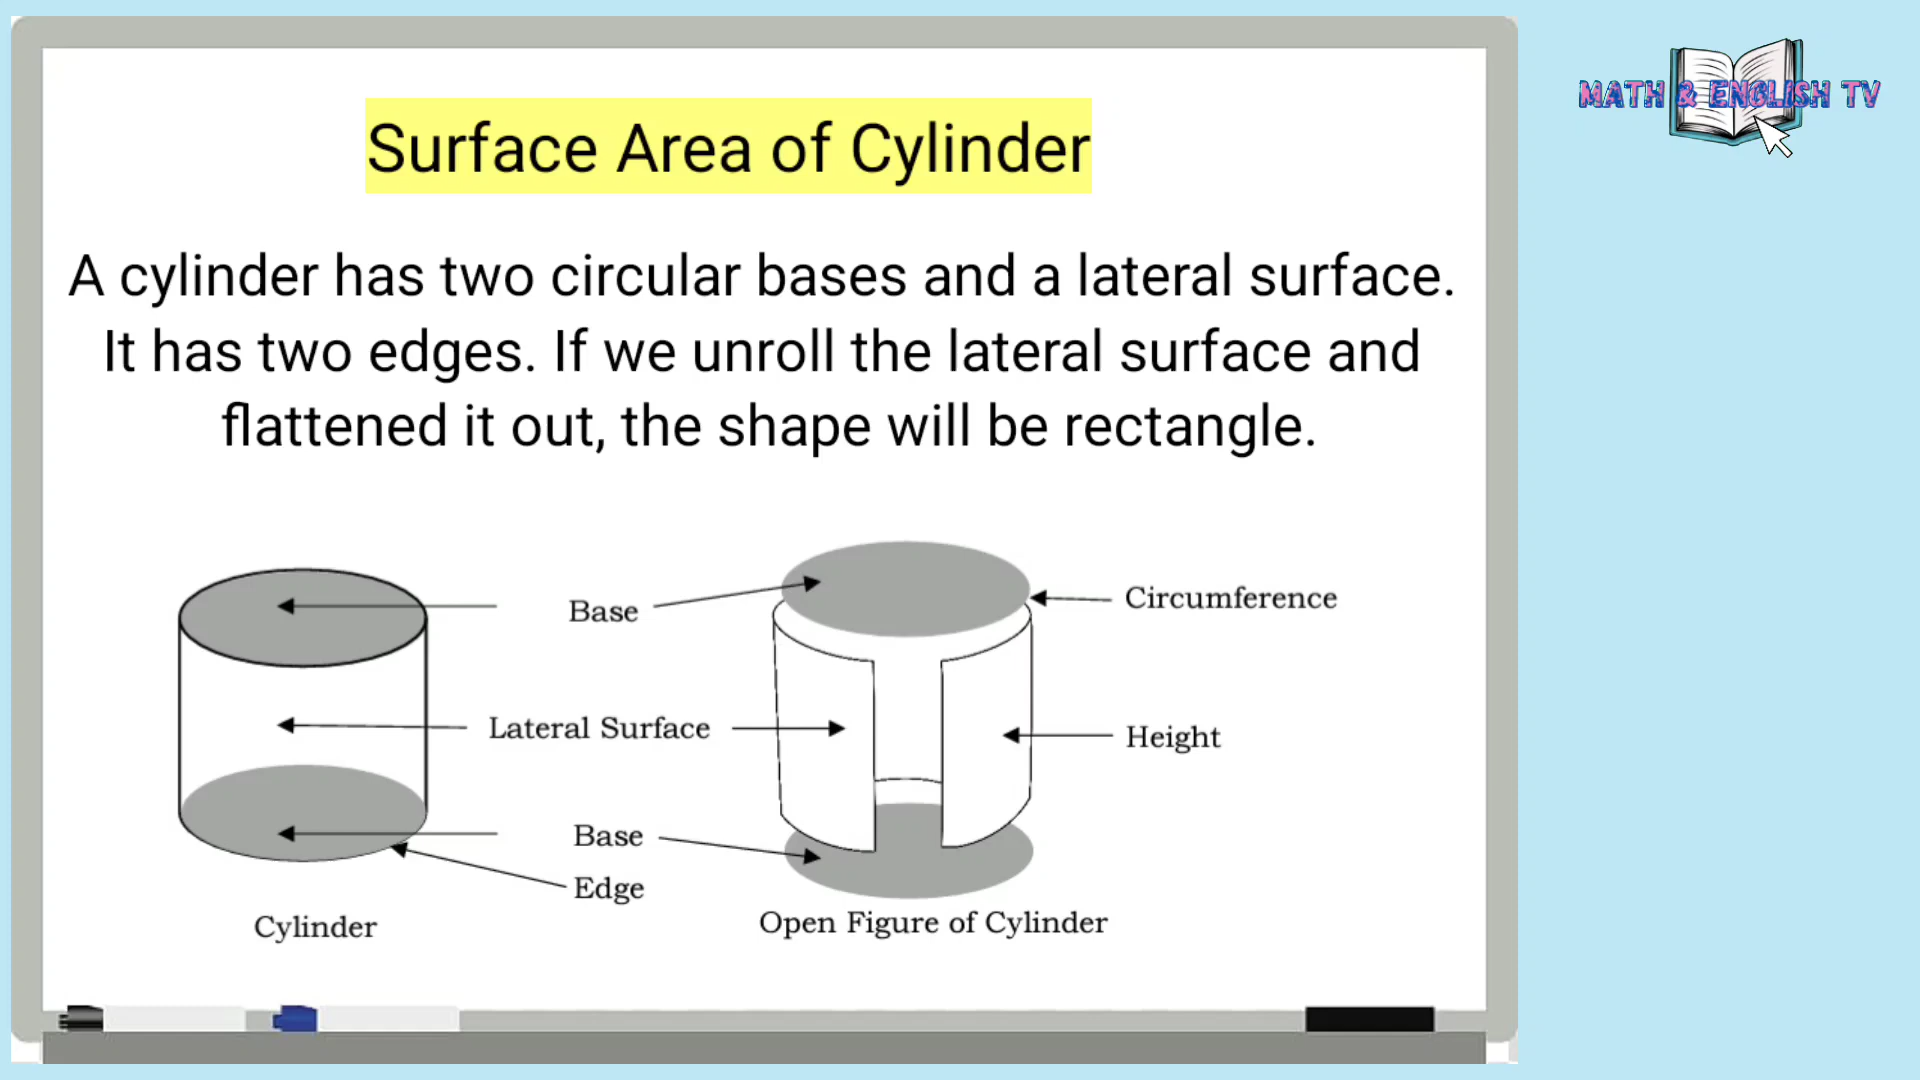 MATH & ENGLISH TV
Surface Area of Cylinder
A cylinder has two circular bases and a lateral surface.
It has two edges. If we unroll the lateral surface and
flattened it out, the shape will be rectangle.
Base
Circumference
Lateral Surface
Height
Base
Edge
Cylinder
Open Figure of Cylinder